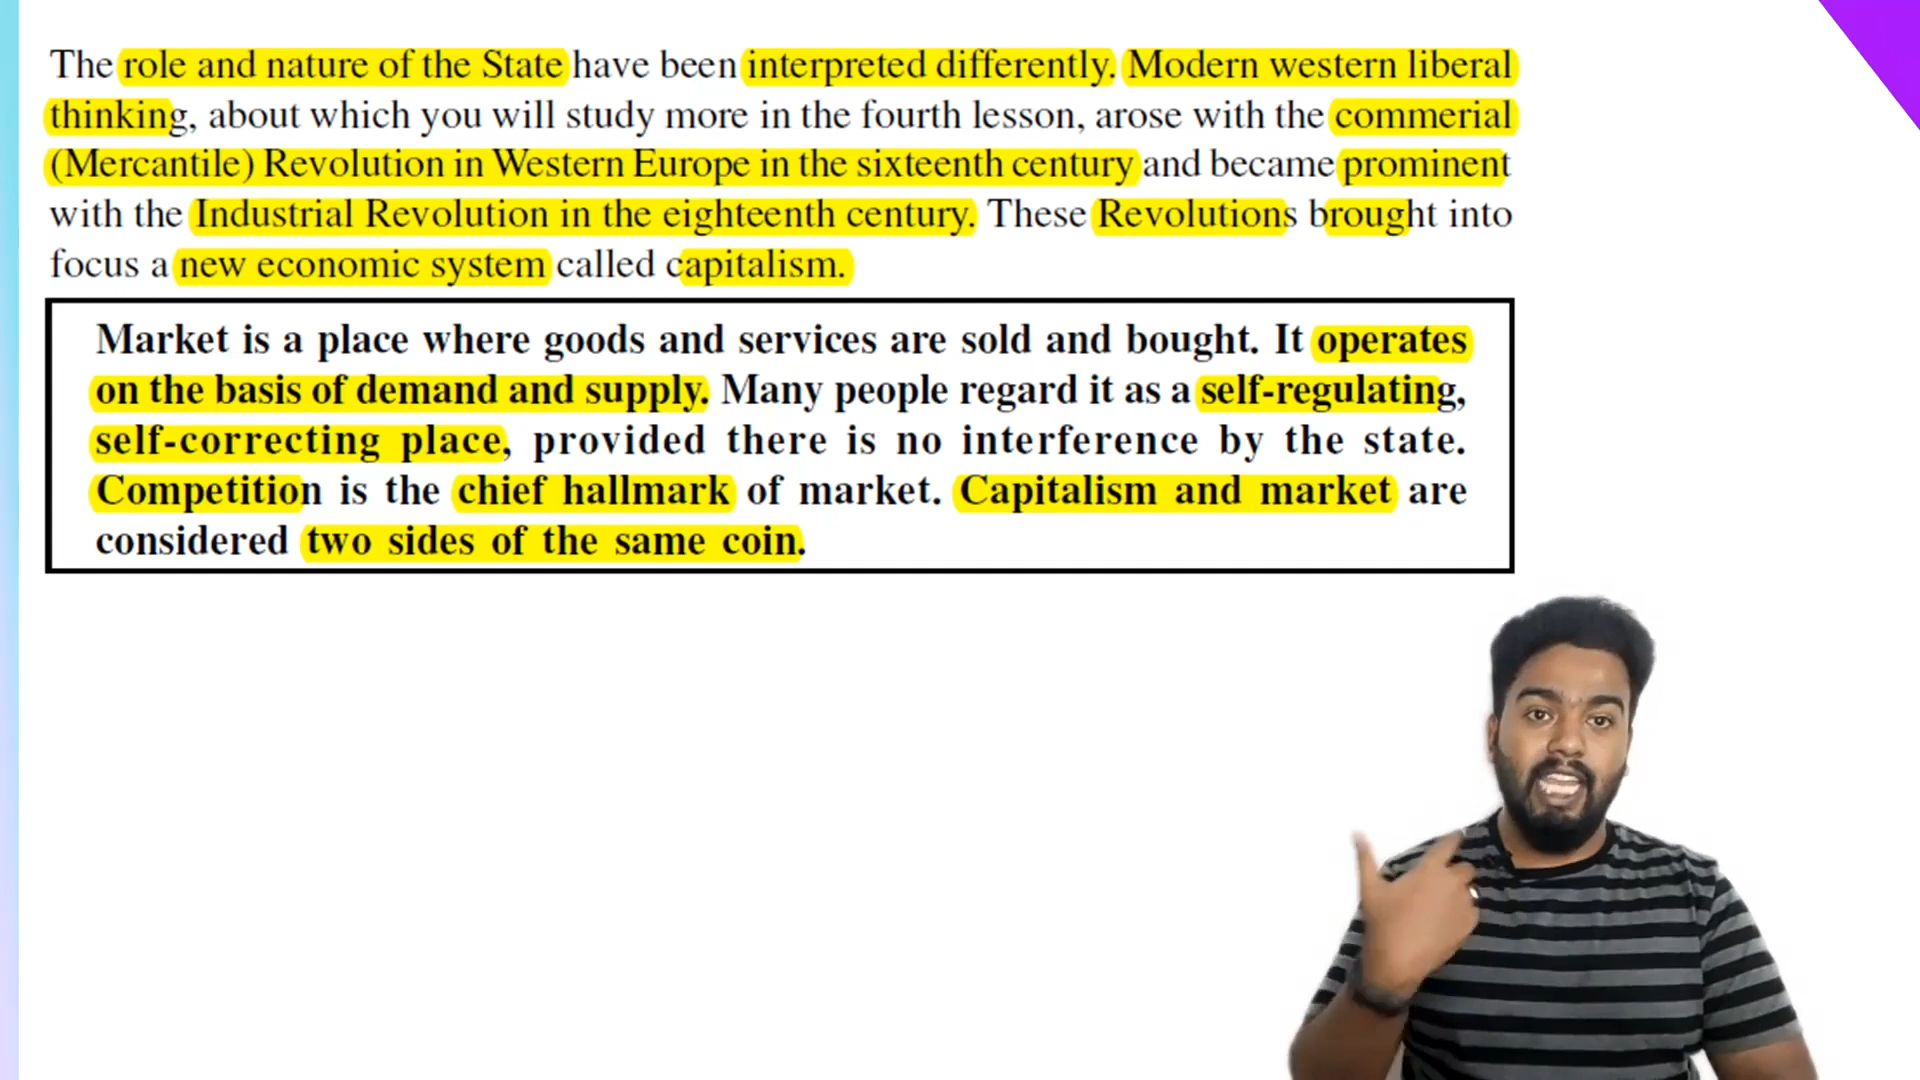 The role and nature of the State have been interpreted differently. Modern western liberal
thinking, about which you will study more in the fourth lesson, arose with the commerial
(Mercantile) Revolution in Western Europe in the sixteenth century and became prominent
with the Industrial Revolution in the eighteenth century. These Revolutions brought into
focus a new economic system called capitalism.
Market is a place where goods and services are sold and bought. It operates
on the basis of demand and supply. Many people regard it as a self-regulating,
self-correcting place, provided there is no interference by the state.
Competition is the chief hallmark of market. Capitalism and market are
considered two sides of the same coin.